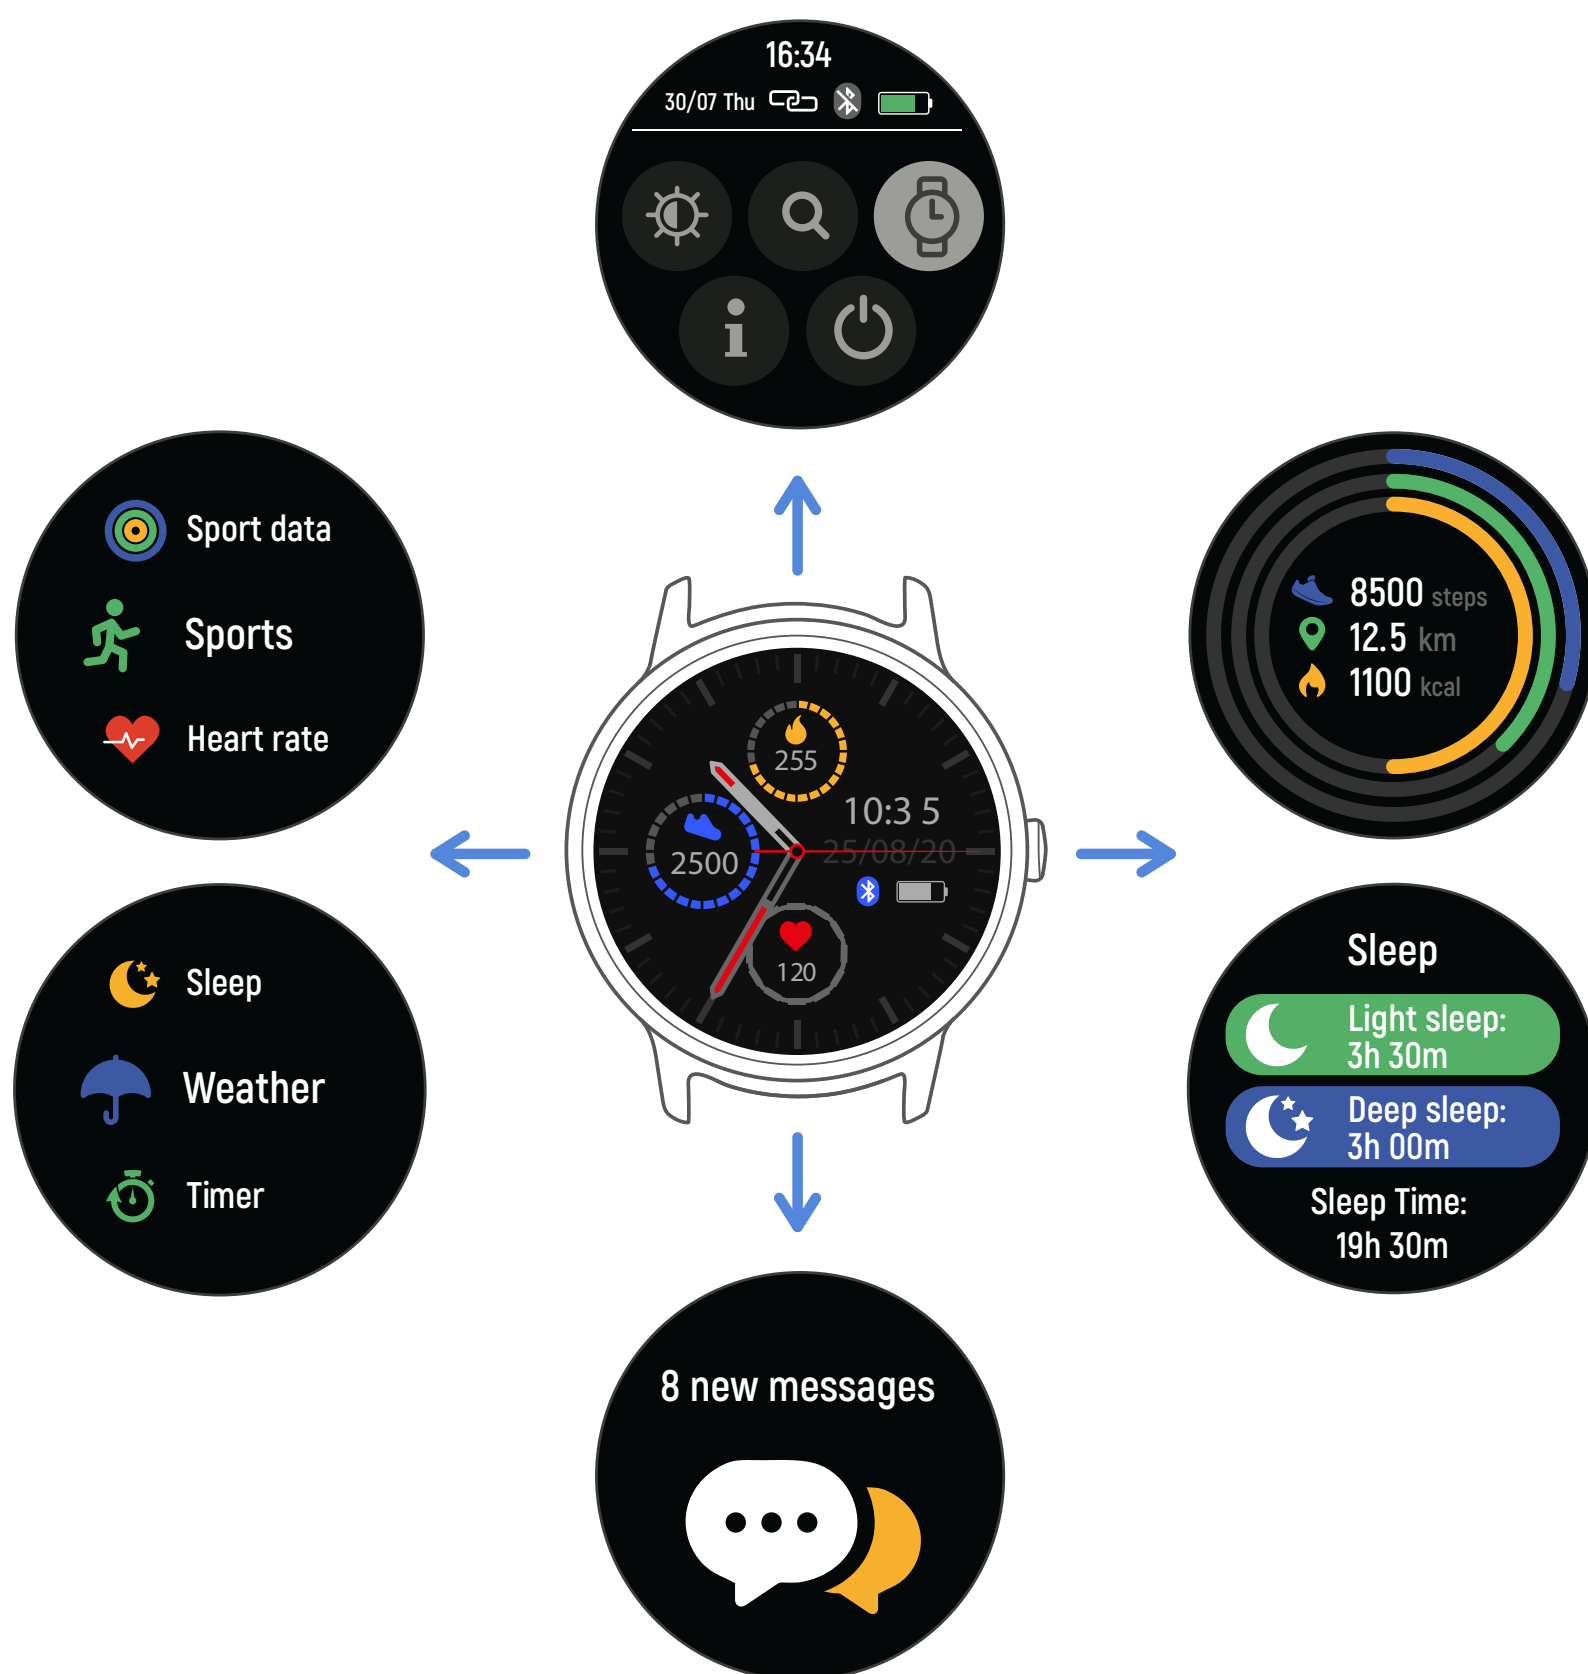 16:34
30/07 Thu
Sport data
Sports
Heart rate
8500 steps
12.5 km
1100 kcal
255
10:3 5
2500
25/08/20
120
Sleep
Weather
Timer
Sleep
Light sleep:
3h 30m
Deep sleep:
3h 00m
Sleep Time:
19h 30m
8 new messages